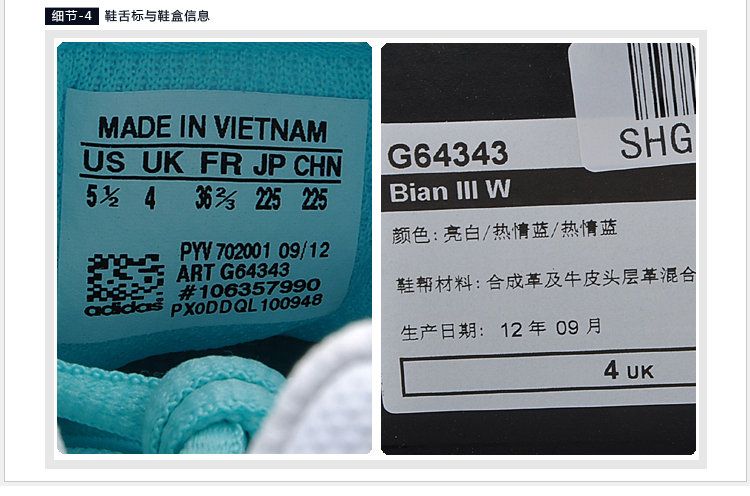 细节-4 鞋舌标与鞋盒信息
MADE IN VIETNAM
US UK FR JP CHN
5½ 4 36⅔ 225 225
PYV 702001 09/12
ART G64343
#106357990
PX0DDQL100948
adidas
SHG
G64343
Bian III W
颜色：亮白/热情蓝/热情蓝
鞋帮材料：合成革及牛皮头层革混合
生产日期： 12 年 09 月
4 UK